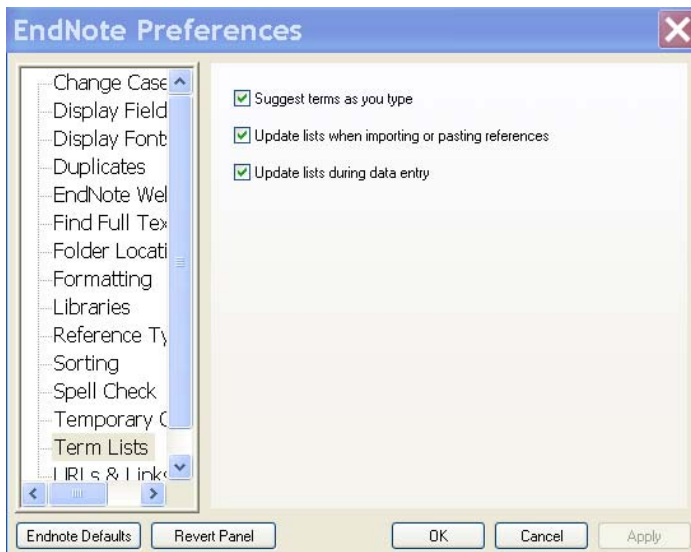 EndNote Preferences
Change Case
Display Field
Display Font
Duplicates
EndNote Wel
Find Full Tex
Folder Locati
Formatting
Libraries
Reference Ty
Sorting
Spell Check
Temporary C
Term Lists
URLs & Links
Suggest terms as you type
Update lists when importing or pasting references
Update lists during data entry
Endnote Defaults
Revert Panel
OK
Cancel
Apply